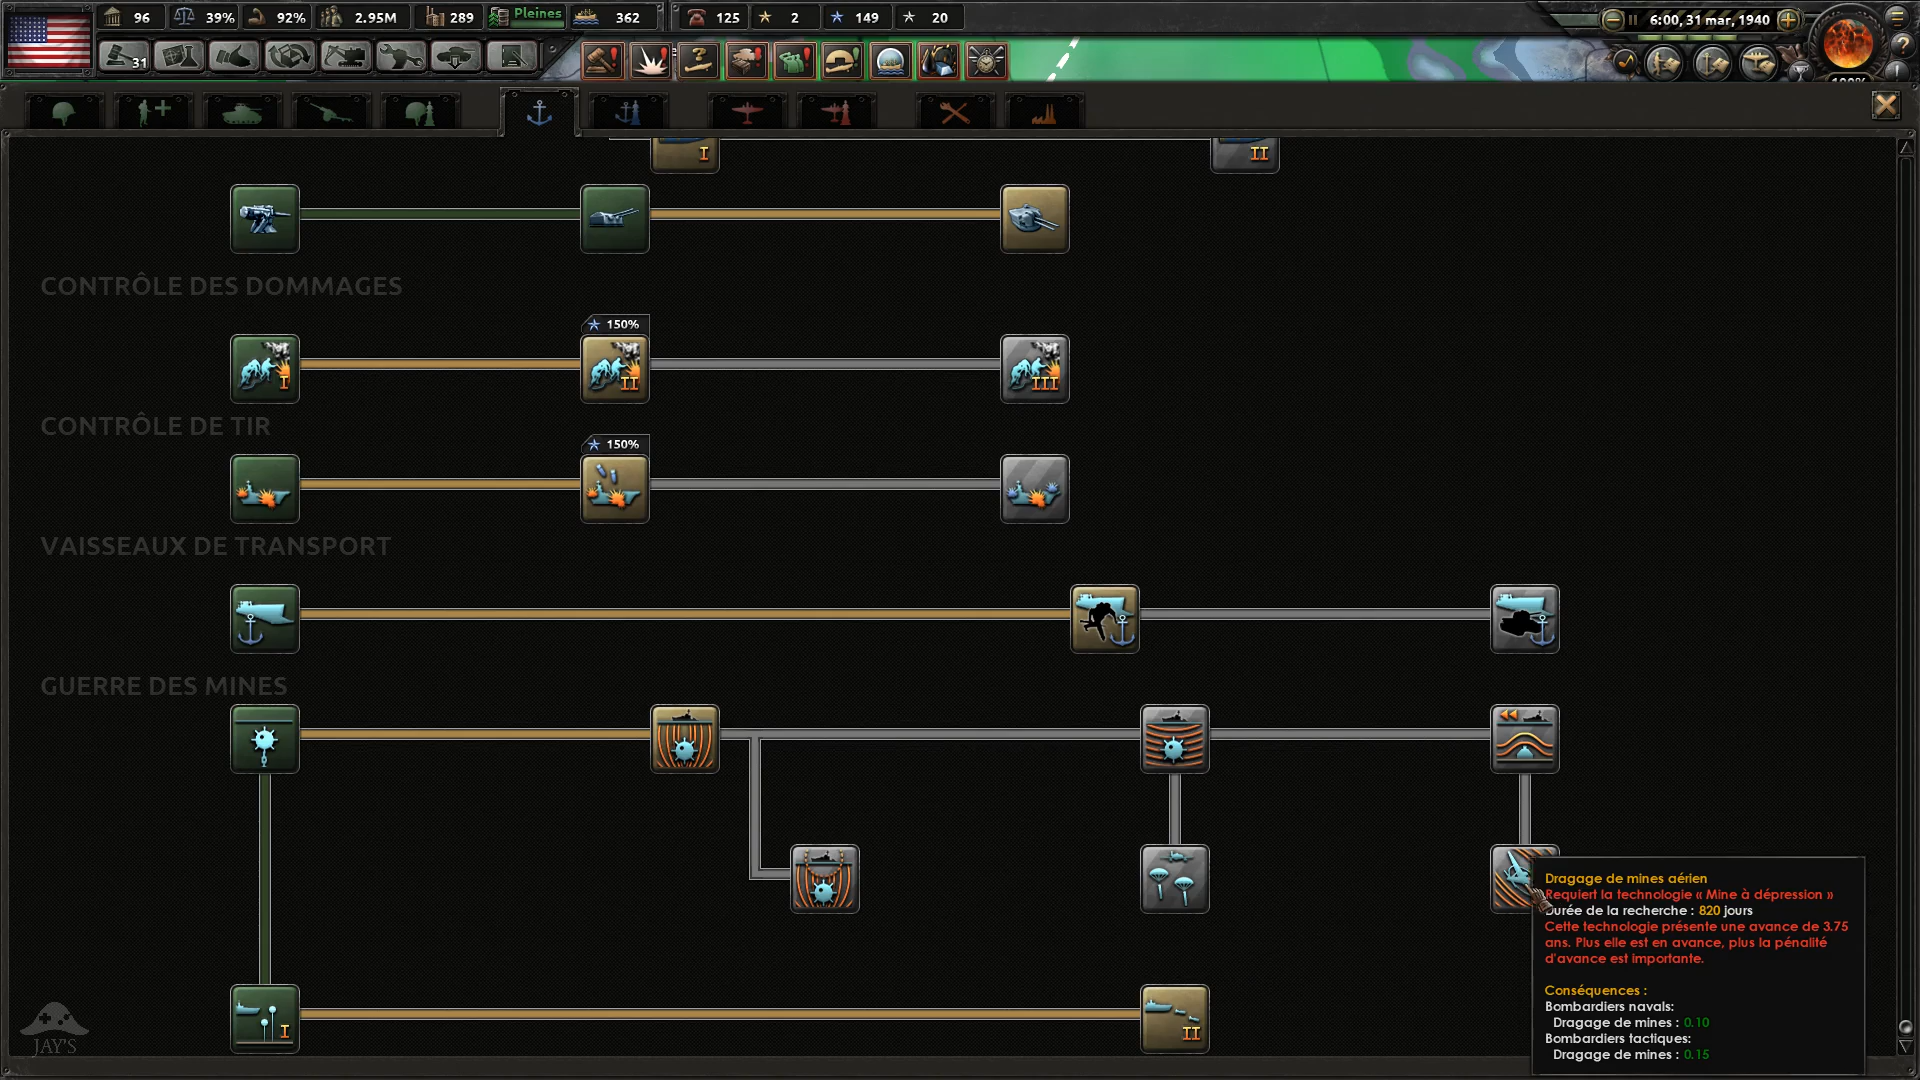 96 39% 92% 2.95M 289 Pleines 362 125 2 149 20
6:00, 31 mar, 1940
31
I
II
CONTRÔLE DES DOMMAGES
150%
I
II
III
CONTRÔLE DE TIR
150%
VAISSEAUX DE TRANSPORT
GUERRE DES MINES
I
II
Dragage de mines aérien
Requiert la technologie « Mine à dépression »
Durée de la recherche : 820 jours
Cette technologie présente une avance de 3.75
ans. Plus elle est en avance, plus la pénalité
d'avance est importante.
Conséquences :
Bombardiers navals:
Dragage de mines : 0.10
Bombardiers tactiques:
Dragage de mines : 0.15
JAY'S